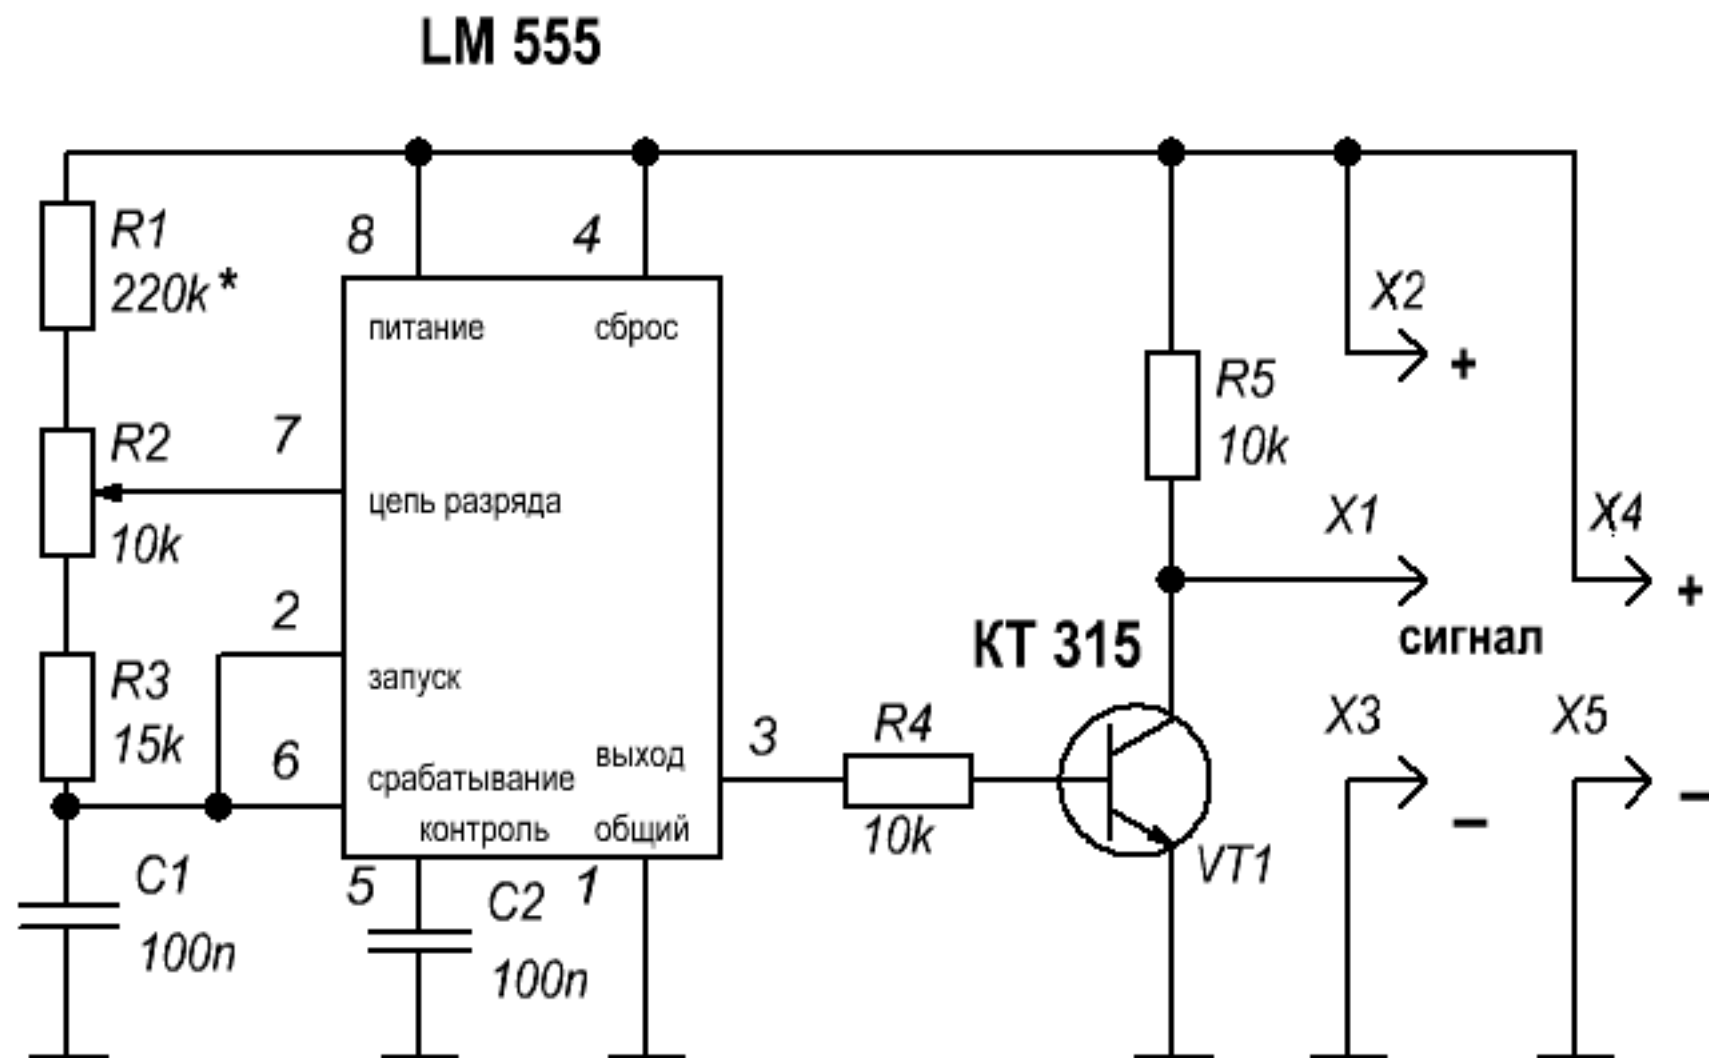 LM 555
R1
220k*
8
4
питание
сброс
X2
+
R2
10k
7
цепь разряда
R5
10k
X1
X4
+
сигнал
2
запуск
КТ 315
R3
15k
6
срабатывание
выход
3
R4
10k
X3
X5
–
–
контроль
общий
VT1
C1
100n
5
C2
100n
1